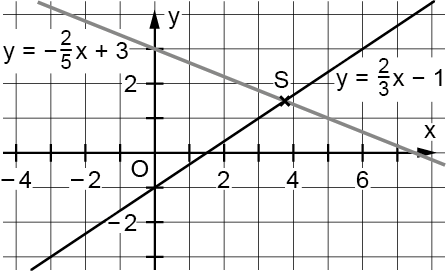 y
y = −2/5x + 3
2
S
y = 2/3x − 1
x
O
−4 −2 2 4 6
−2